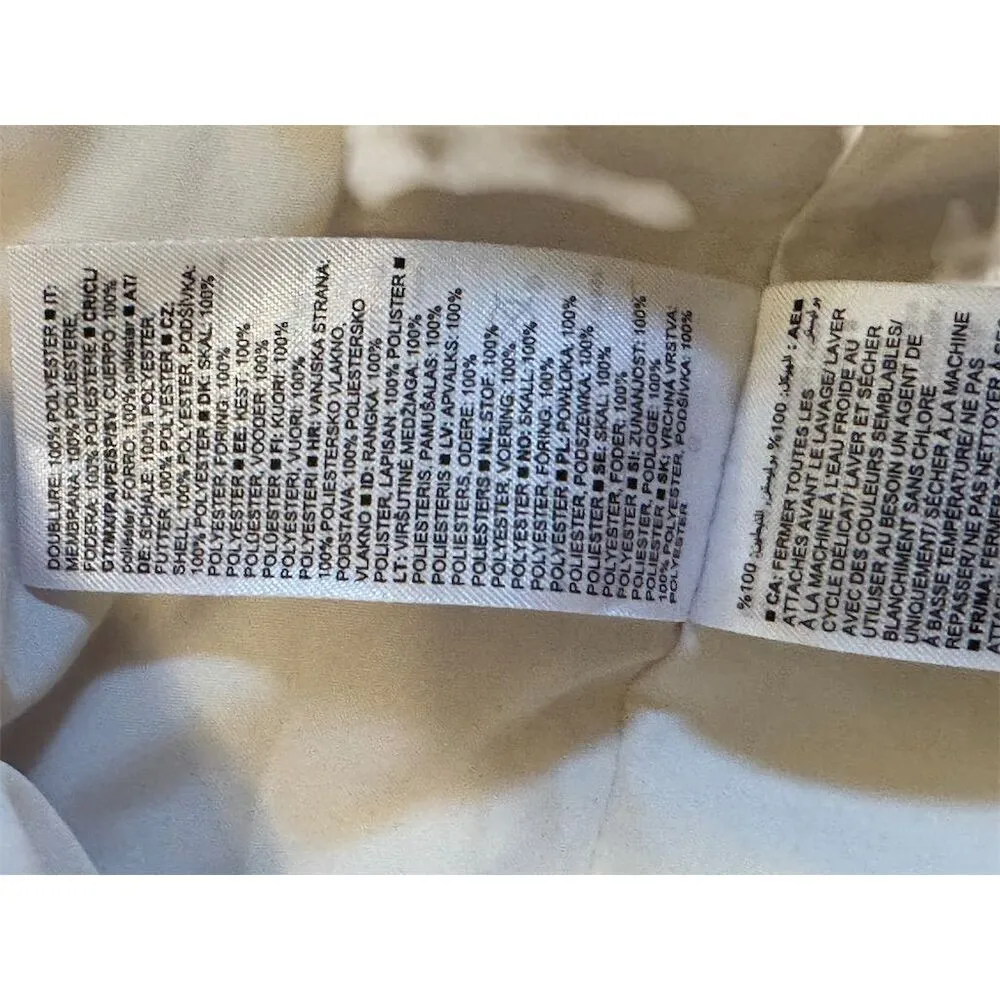 DOUBLURE: 100% POLYESTER ■ IT:
MEMBRANA: 100% POLIESTERE
FODERA: 100% POLIESTERE ■ CR/CL/
GT/MX/PA/PE/SV: CUERPO: 100%
poliester, FORSO: 100% poliester ■ AT/
DE: SCHALE: 100% POLYESTER
FUTTER: 100% POLYESTER ■ CZ:
SHELL: 100% POLYESTER, PODŠÍVKA:
100% POLYESTER ■ DK: SKAL: 100%
POLYESTER, FORING: 100%
POLYESTER ■ EE: KEST: 100%
POLÜESTER, VOODER: 100%
POLÜESTER ■ FI: KUORI: 100%
POLYESTERI, VUORI: 100%
POLYESTERI ■ HR: VANJSKA STRANA:
100% POLIESTERSKO VLAKNO,
PODSTAVA: 100% POLIESTERSKO
VLAKNO ■ ID: RANGKA: 100%
POLISTER, LAPISAN: 100% POLISTER ■
LT: VIRŠUTINĖ MEDŽIAGA: 100%
POLIESTERIS, PAMUŠALAS: 100%
POLIESTERIS ■ LV: APVALKS: 100%
POLIESTERS, ODERE: 100%
POLIESTERS ■ NL: STOF: 100%
POLYESTER, VOERING: 100%
POLYESTER ■ NO: SKALL: 100%
POLYESTER, FÔRING: 100%
POLYESTER ■ PL: POWŁOKA: 100%
POLIESTER, PODSZEWKA: 100%
POLIESTER ■ SE: SKAL: 100%
POLYESTER, FODER: 100%
POLYESTER ■ SI: ZUNANJOST: 100%
POLIESTER, PODLOGE: 100%
POLIESTER ■ SK: VRCHNÁ VRSTVA:
100% POLYESTER, PODŠÍVKA: 100%
POLYESTER
■ AE: الهيكل: 100% بوليستر، التبطين: 100%
بوليستر
■ CA: FERMER TOUTES LES
ATTACHES AVANT LE LAVAGE/ LAVER
À LA MACHINE À L'EAU FROIDE AU
CYCLE DÉLICAT/ LAVER ET SÉCHER
AVEC DES COULEURS SEMBLABLES/
UTILISER AU BESOIN UN AGENT DE
BLANCHIMENT SANS CHLORE
UNIQUEMENT/ SÉCHER À LA MACHINE
À BASSE TEMPÉRATURE/ NE PAS
REPASSER/ NE PAS NETTOYER À SEC
■ FR/MA: FERMER